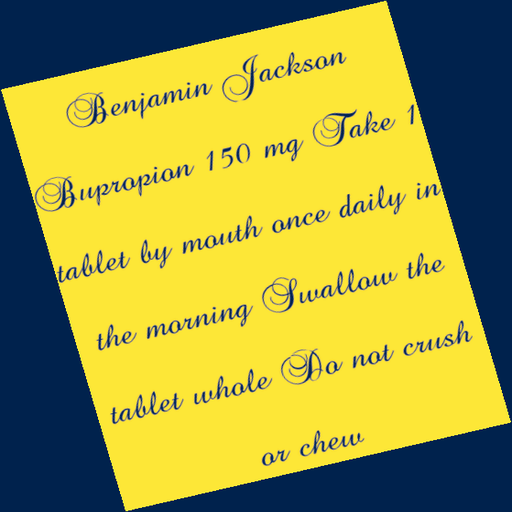 Benjamin Jackson
Bupropion 150 mg Take 1
tablet by mouth once daily in
the morning Swallow the
tablet whole Do not crush
or chew